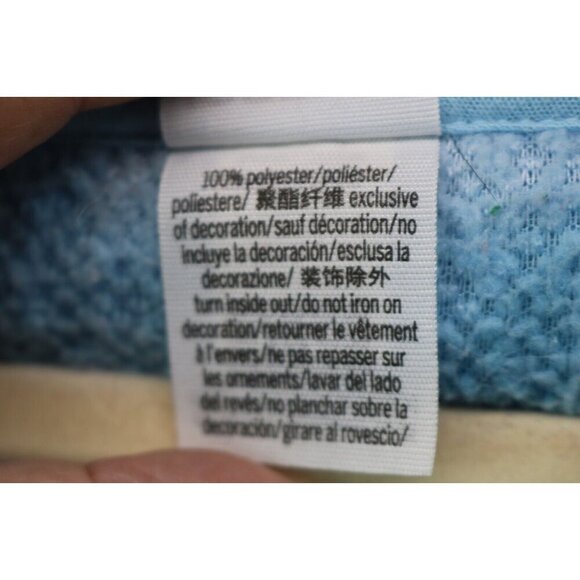 100% polyester/poliéster/
poliestere/ 聚酯纤维 exclusive
of decoration/sauf décoration/no
incluye la decoración/esclusa la
decorazione/ 装饰除外
turn inside out/do not iron on
decoration/retourner le vêtement
à l'envers/ne pas repasser sur
les ornements/lavar del lado
del revés/no planchar sobre la
decoración/girare al rovescio/